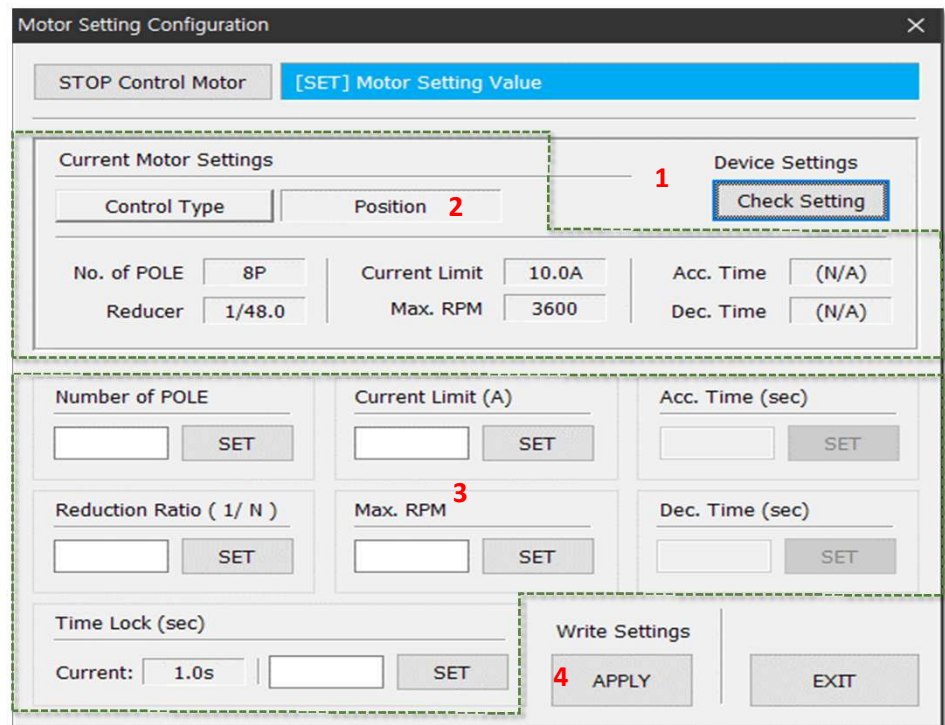 Motor Setting Configuration
STOP Control Motor [SET] Motor Setting Value
Current Motor Settings
Device Settings
1
Control Type Position 2 Check Setting
No. of POLE 8P Current Limit 10.0A Acc. Time (N/A)
Reducer 1/48.0 Max. RPM 3600 Dec. Time (N/A)
Number of POLE Current Limit (A) Acc. Time (sec)
SET SET SET
3
Reduction Ratio ( 1/ N ) Max. RPM Dec. Time (sec)
SET SET SET
Time Lock (sec)
Write Settings
Current: 1.0s SET 4 APPLY EXIT